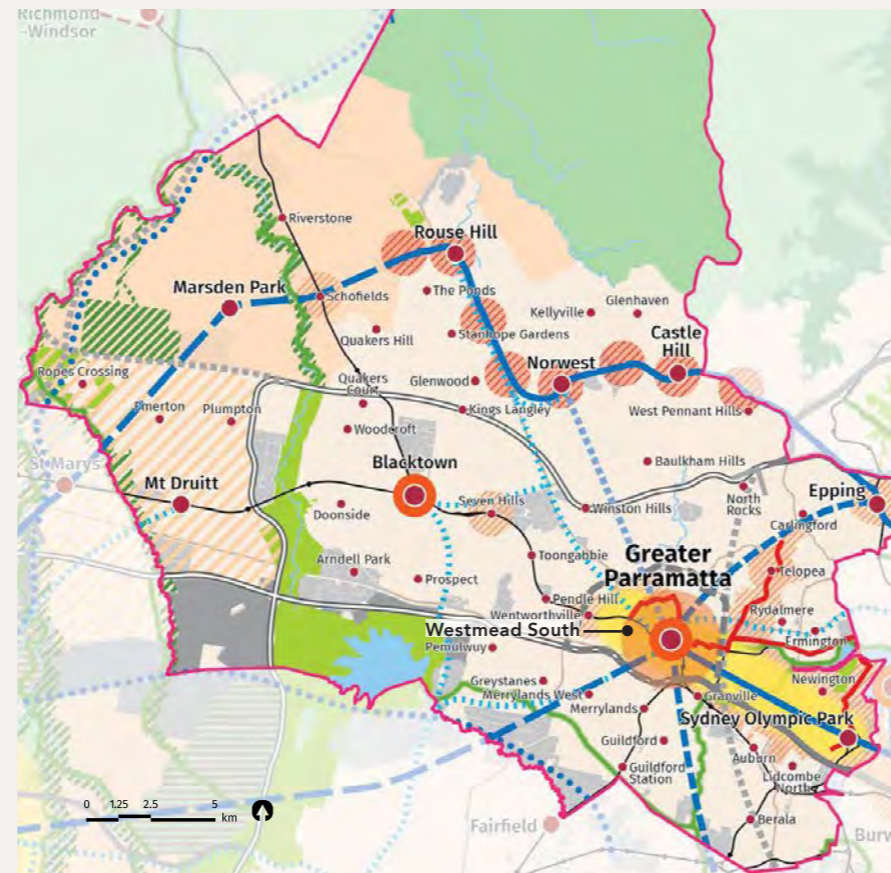 Richmond
-Windsor
Riverstone
Rouse Hill
Marsden Park
Schofields
The Ponds
Kellyville
Glenhaven
Quakers Hill
Stanhope Gardens
Castle
Hill
Norwest
Ropes Crossing
Quakers
Court
Glenwood
Emerton
Plumpton
Kings Langley
West Pennant Hills
Woodcroft
St Marys
Blacktown
Baulkham Hills
Mt Druitt
Doonside
Seven Hills
Winston Hills
North
Rocks
Epping
Carlingford
Arndell Park
Prospect
Toongabbie
Greater
Parramatta
Telopea
Pendle Hill
Wentworthville
Rydalmere
Westmead South
Ermington
Pemulwuy
Greystanes
Merrylands West
Merrylands
Granville
Newington
Sydney Olympic Park
Guildford
Auburn
Guildford
Station
Lidcombe
North
0 1.25 2.5 5
km
Fairfield
Berala
Burw